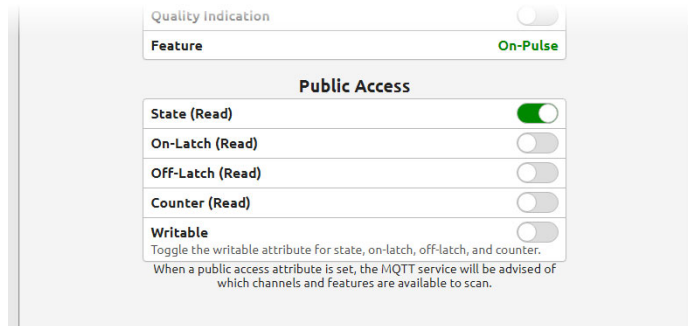 Quality Indication
Feature On-Pulse
Public Access
State (Read)
On-Latch (Read)
Off-Latch (Read)
Counter (Read)
Writable
Toggle the writable attribute for state, on-latch, off-latch, and counter.
When a public access attribute is set, the MQTT service will be advised of
which channels and features are available to scan.